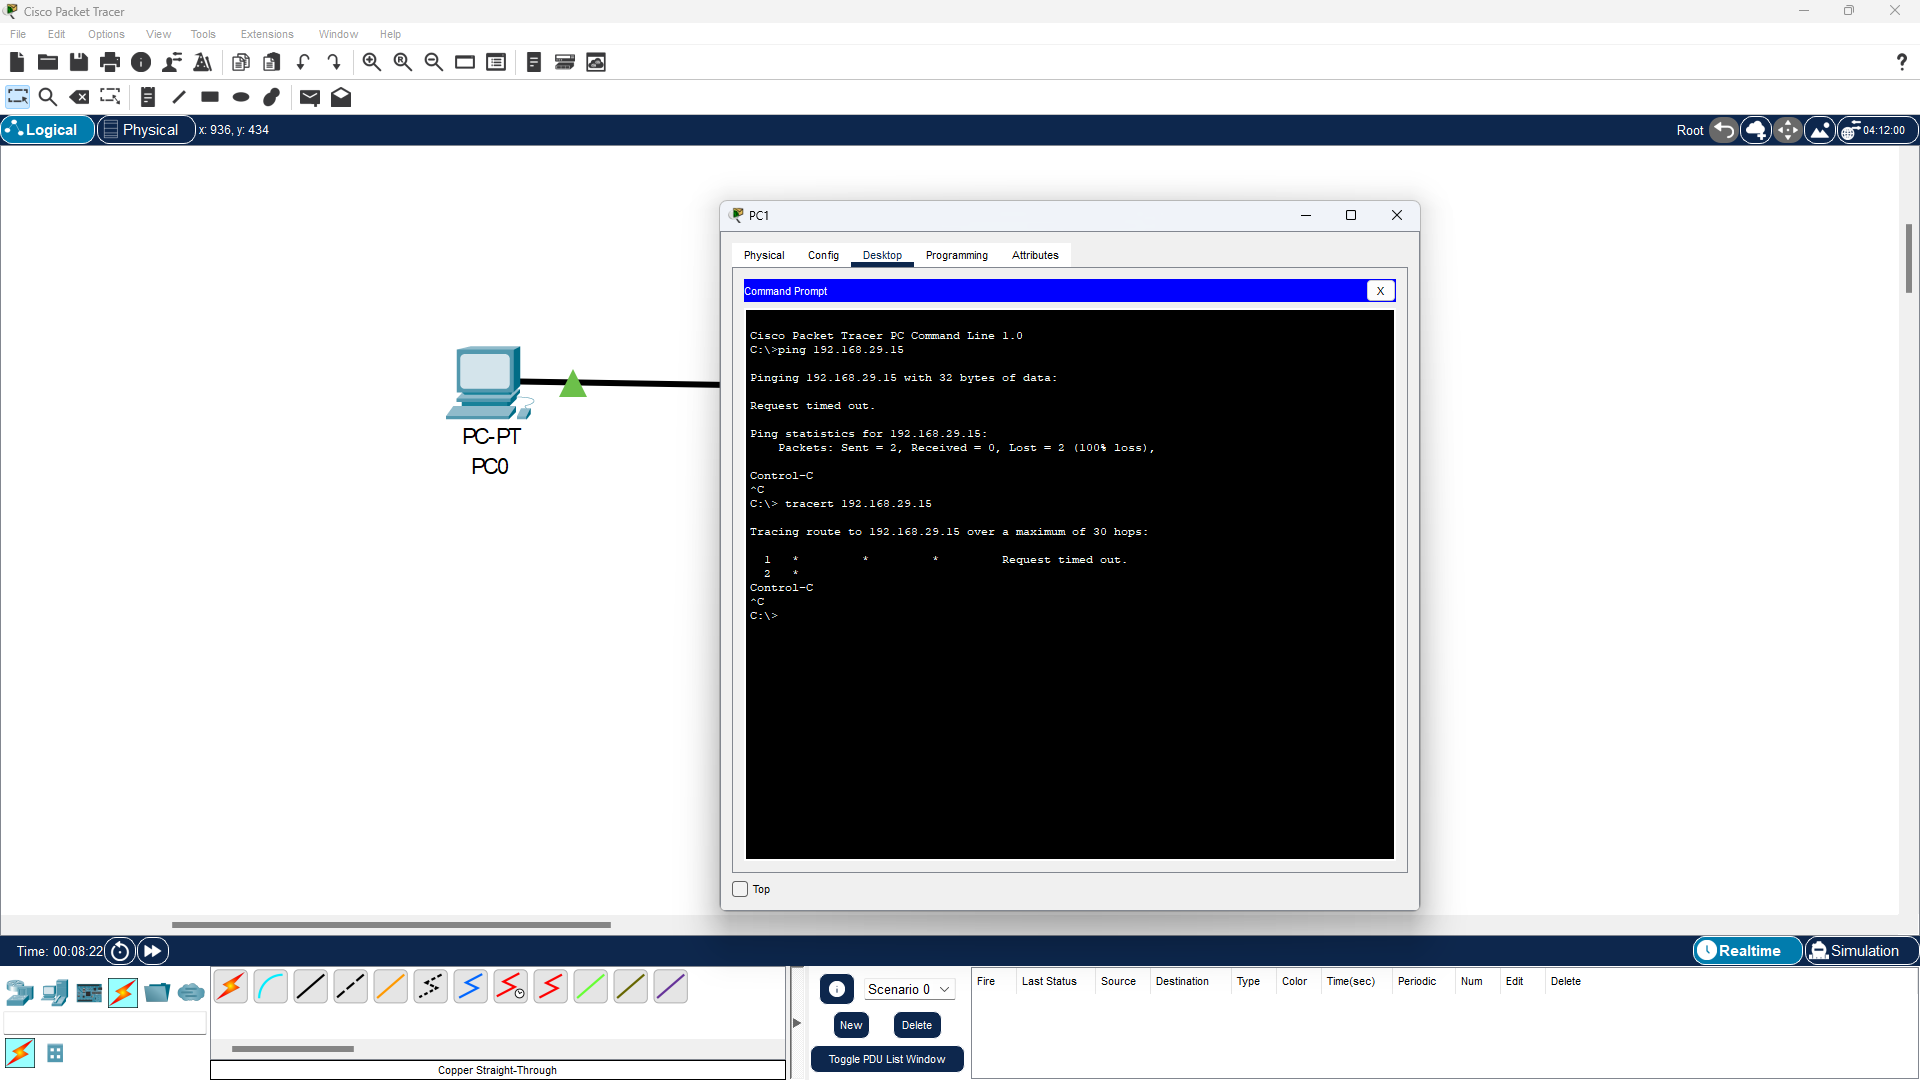 Cisco Packet Tracer
File Edit Options View Tools Extensions Window Help
?
Logical Physical x: 936, y: 434 Root 04:12:00
PC1
Physical Config Desktop Programming Attributes
Command Prompt X
Cisco Packet Tracer PC Command Line 1.0
C:\>ping 192.168.29.15
Pinging 192.168.29.15 with 32 bytes of data:
Request timed out.
Ping statistics for 192.168.29.15:
Packets: Sent = 2, Received = 0, Lost = 2 (100% loss),
Control-C
^C
C:\> tracert 192.168.29.15
Tracing route to 192.168.29.15 over a maximum of 30 hops:
1 * * * Request timed out.
2 *
Control-C
^C
C:\>
Top
PC-PT
PC0
Time: 00:08:22 Realtime Simulation
Scenario 0
New Delete
Toggle PDU List Window
Fire Last Status Source Destination Type Color Time(sec) Periodic Num Edit Delete
Copper Straight-Through